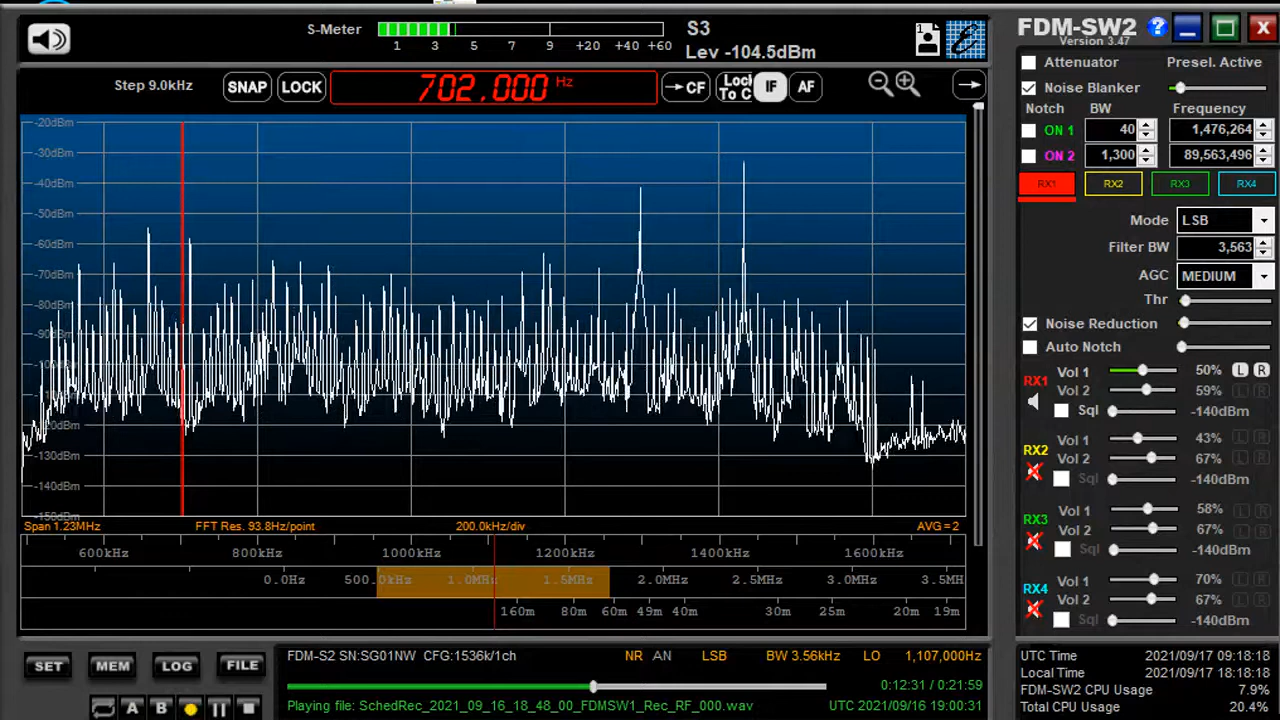 S-Meter
1 3 5 7 9 +20 +40 +60
S3
Lev -104.5dBm
1
FDM-SW2 ?
Version 3.47
Step 9.0kHz
SNAP
LOCK
702.000 Hz
→CF
Lock
To C
IF
AF
Attenuator Presel. Active
Noise Blanker
Notch BW Frequency
ON 1 40 1,476,264
ON 2 1,300 89,563,496
RX1 RX2 RX3 RX4
Mode LSB
Filter BW 3,563
AGC MEDIUM
Thr
Noise Reduction
Auto Notch
RX1 Vol 1 50% L R
Vol 2 59% L R
Sql -140dBm
RX2 Vol 1 43% L R
Vol 2 67% L R
Sql -140dBm
RX3 Vol 1 58% L R
Vol 2 67% L R
Sql -140dBm
RX4 Vol 1 70% L R
Vol 2 67% L R
Sql -140dBm
-20dBm
-30dBm
-40dBm
-50dBm
-60dBm
-70dBm
-80dBm
-90dBm
-100dBm
-110dBm
-120dBm
-130dBm
-140dBm
-150dBm
Span 1.23MHz FFT Res. 93.8Hz/point 200.0kHz/div AVG=2
600kHz 800kHz 1000kHz 1200kHz 1400kHz 1600kHz
0.0Hz 500.0kHz 1.0MHz 1.5MHz 2.0MHz 2.5MHz 3.0MHz 3.5MH
160m 80m 60m 49m 40m 30m 25m 20m 19m
SET MEM LOG FILE
A B
FDM-S2 SN:SG01NW CFG:1536k/1ch NR AN LSB BW 3.56kHz LO 1,107,000Hz
0:12:31 / 0:21:59
Playing file: SchedRec_2021_09_16_18_48_00_FDMSW1_Rec_RF_000.wav UTC 2021/09/16 19:00:31
UTC Time 2021/09/17 09:18:18
Local Time 2021/09/17 18:18:18
FDM-SW2 CPU Usage 7.9%
Total CPU Usage 20.4%